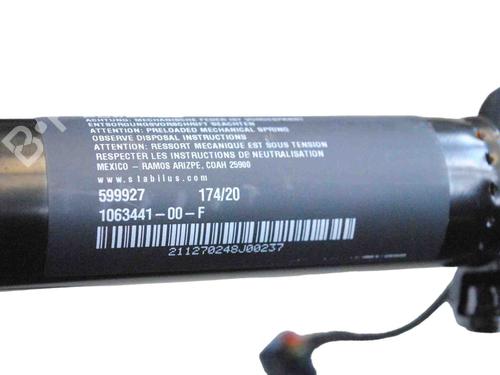 ACHTUNG: MECHANISCHE FEDER IST VORGESPANNT
ENTSORGUNGSVORSCHRIFT BEACHTEN
ATTENTION: PRELOADED MECHANICAL SPRING
OBSERVE DISPOSAL INSTRUCTIONS
ATTENTION: RESSORT MECANIQUE EST SOUS TENSION
RESPECTER LES INSTRUCTIONS DE NEUTRALISATION
MEXICO - RAMOS ARIZPE, COAH 25900
www.stabilus.com
599927 174/20
1063441-00-F
211270248J00237